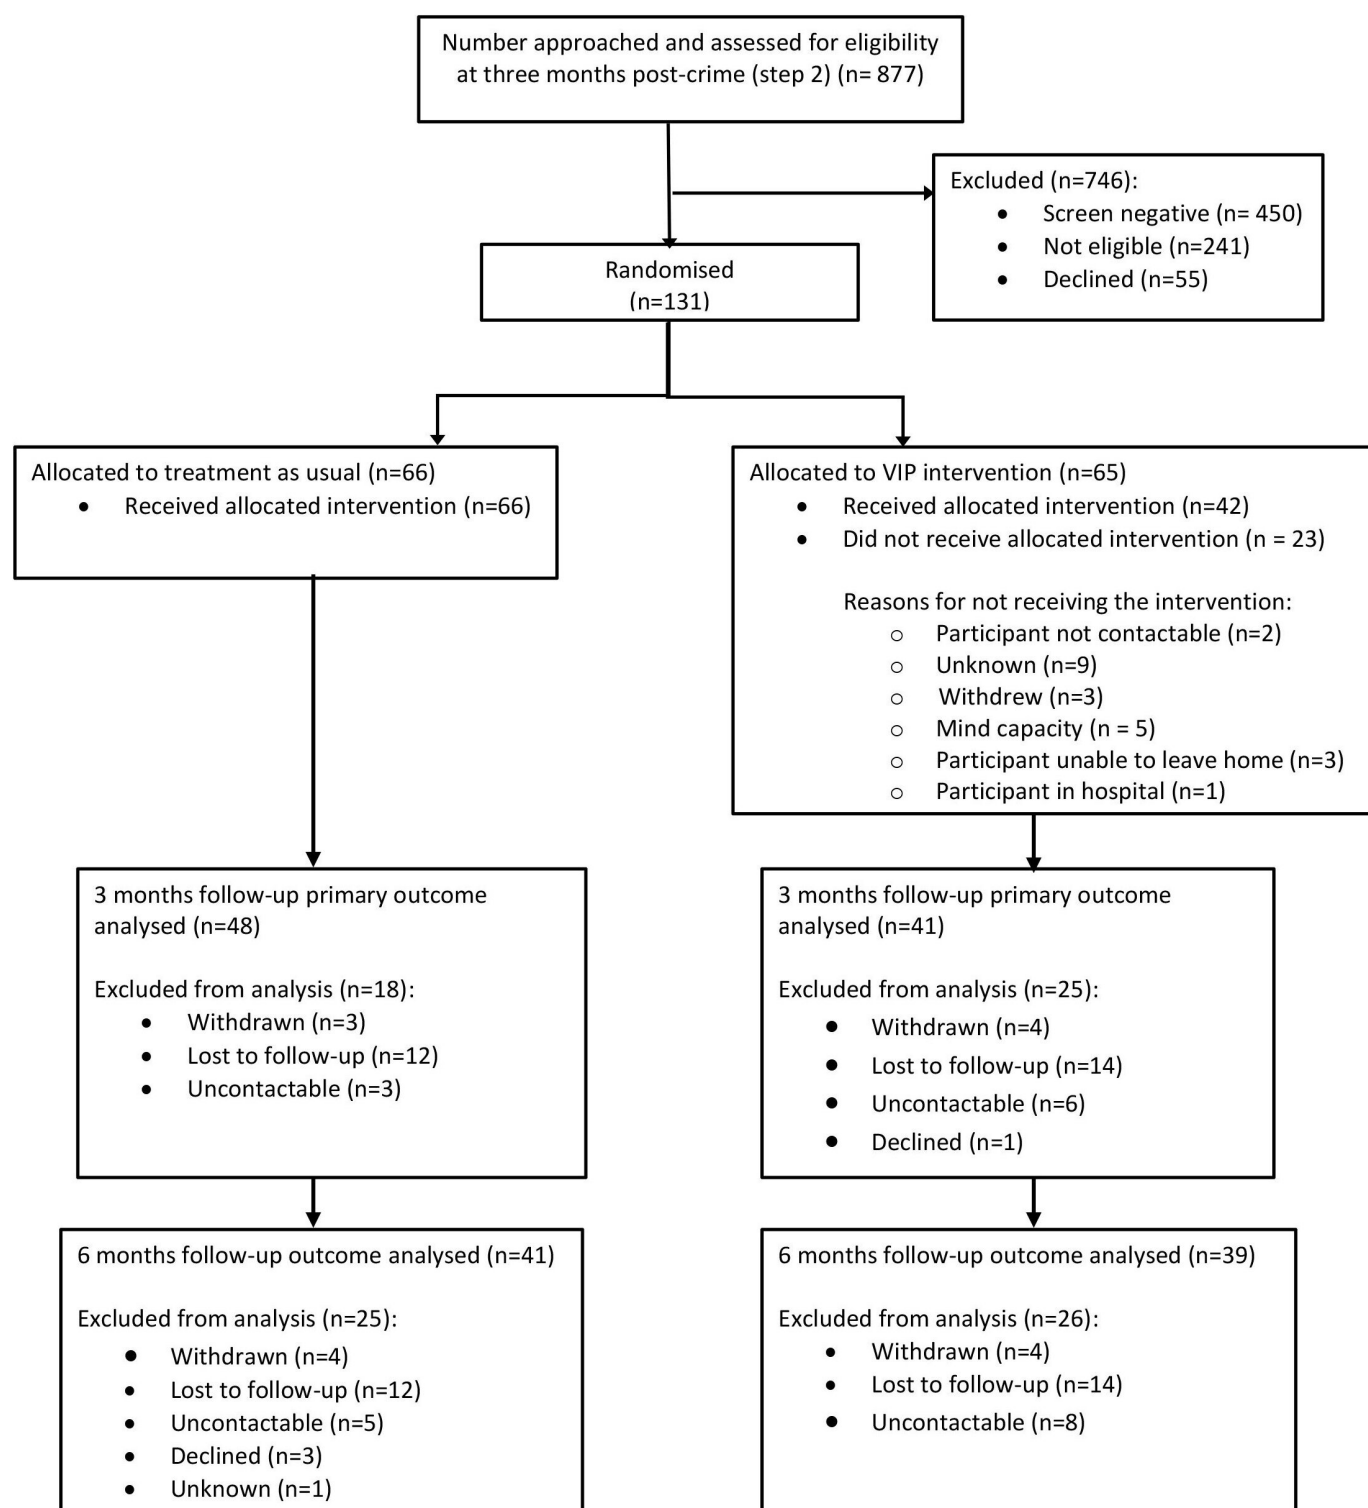 Number approached and assessed for eligibility
at three months post-crime (step 2) (n= 877)
Excluded (n=746):
• Screen negative (n= 450)
• Not eligible (n=241)
• Declined (n=55)
Randomised
(n=131)
Allocated to treatment as usual (n=66)
• Received allocated intervention (n=66)
Allocated to VIP intervention (n=65)
• Received allocated intervention (n=42)
• Did not receive allocated intervention (n = 23)
Reasons for not receiving the intervention:
o Participant not contactable (n=2)
o Unknown (n=9)
o Withdrew (n=3)
o Mind capacity (n = 5)
o Participant unable to leave home (n=3)
o Participant in hospital (n=1)
3 months follow-up primary outcome
analysed (n=48)
Excluded from analysis (n=18):
• Withdrawn (n=3)
• Lost to follow-up (n=12)
• Uncontactable (n=3)
3 months follow-up primary outcome
analysed (n=41)
Excluded from analysis (n=25):
• Withdrawn (n=4)
• Lost to follow-up (n=14)
• Uncontactable (n=6)
• Declined (n=1)
6 months follow-up outcome analysed (n=41)
Excluded from analysis (n=25):
• Withdrawn (n=4)
• Lost to follow-up (n=12)
• Uncontactable (n=5)
• Declined (n=3)
• Unknown (n=1)
6 months follow-up outcome analysed (n=39)
Excluded from analysis (n=26):
• Withdrawn (n=4)
• Lost to follow-up (n=14)
• Uncontactable (n=8)